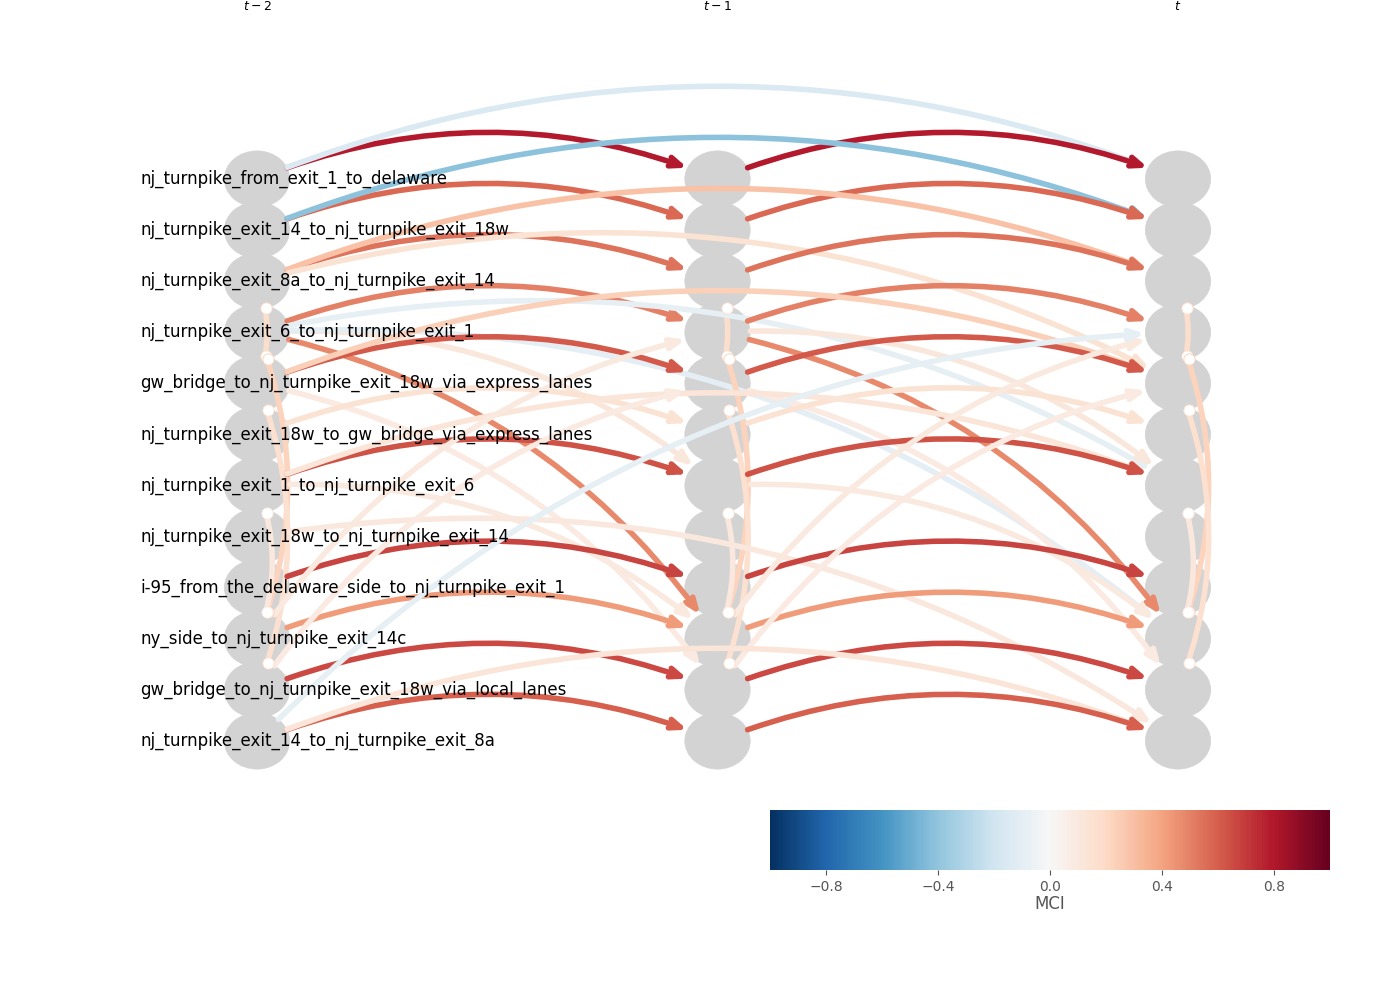 t − 2
t − 1
t
nj_turnpike_from_exit_1_to_delaware
nj_turnpike_exit_14_to_nj_turnpike_exit_18w
nj_turnpike_exit_8a_to_nj_turnpike_exit_14
nj_turnpike_exit_6_to_nj_turnpike_exit_1
gw_bridge_to_nj_turnpike_exit_18w_via_express_lanes
nj_turnpike_exit_18w_to_gw_bridge_via_express_lanes
nj_turnpike_exit_1_to_nj_turnpike_exit_6
nj_turnpike_exit_18w_to_nj_turnpike_exit_14
i-95_from_the_delaware_side_to_nj_turnpike_exit_1
ny_side_to_nj_turnpike_exit_14c
gw_bridge_to_nj_turnpike_exit_18w_via_local_lanes
nj_turnpike_exit_14_to_nj_turnpike_exit_8a
−0.8
−0.4
0.0
0.4
0.8
MCI